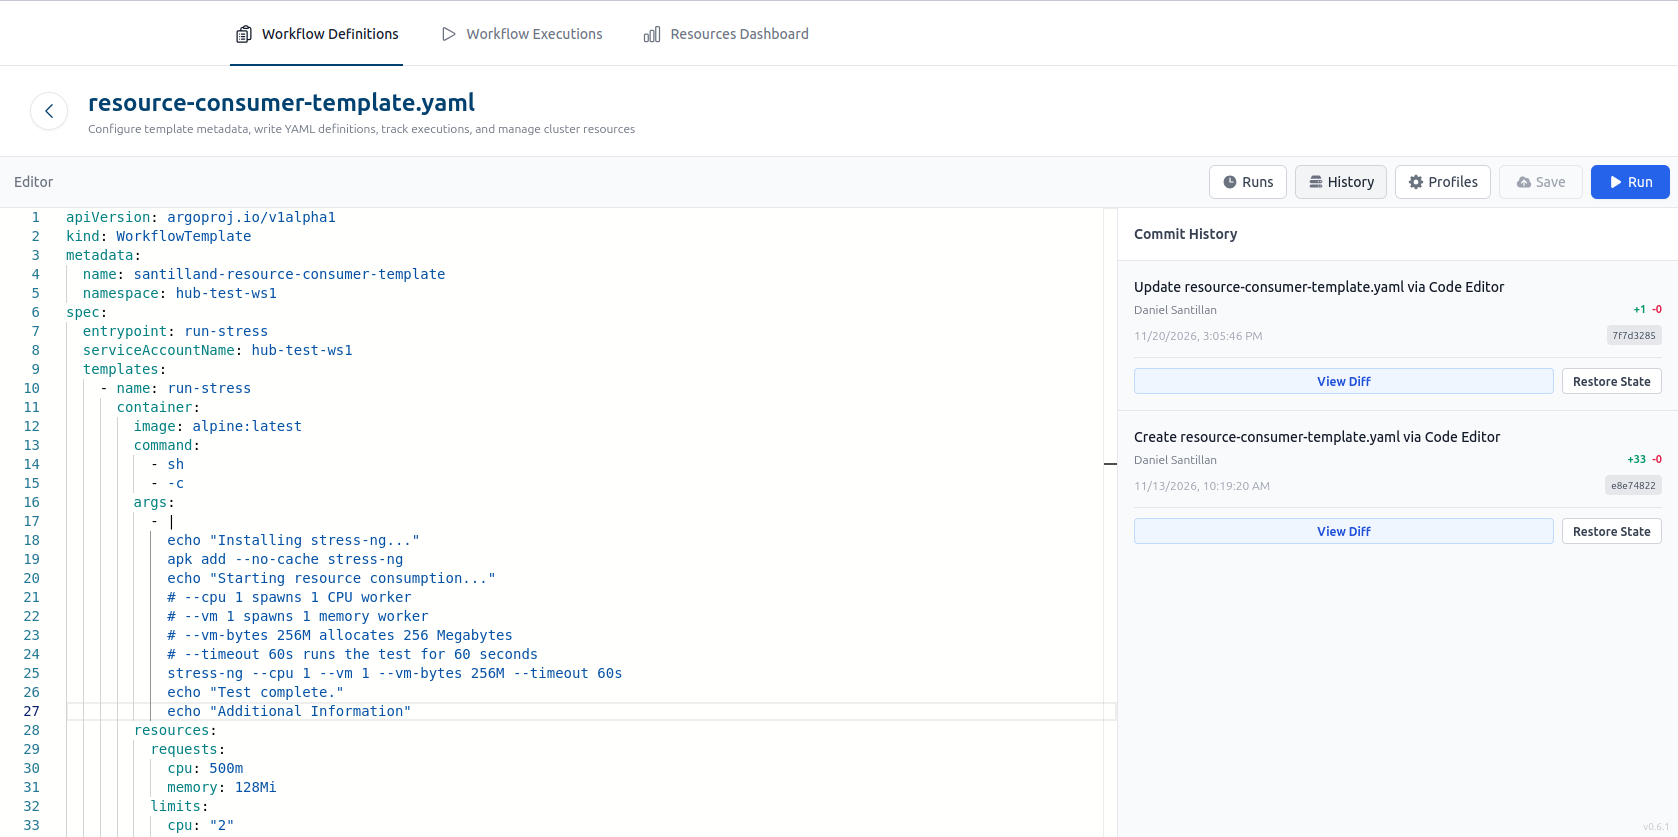 Workflow Definitions
Workflow Executions
Resources Dashboard
resource-consumer-template.yaml
Configure template metadata, write YAML definitions, track executions, and manage cluster resources
Editor
Runs
History
Profiles
Save
Run
1 apiVersion: argoproj.io/v1alpha1
2 kind: WorkflowTemplate
3 metadata:
4 name: santilland-resource-consumer-template
5 namespace: hub-test-ws1
6 spec:
7 entrypoint: run-stress
8 serviceAccountName: hub-test-ws1
9 templates:
10 - name: run-stress
11 container:
12 image: alpine:latest
13 command:
14 - sh
15 - -c
16 args:
17 - |
18 echo "Installing stress-ng..."
19 apk add --no-cache stress-ng
20 echo "Starting resource consumption..."
21 # --cpu 1 spawns 1 CPU worker
22 # --vm 1 spawns 1 memory worker
23 # --vm-bytes 256M allocates 256 Megabytes
24 # --timeout 60s runs the test for 60 seconds
25 stress-ng --cpu 1 --vm 1 --vm-bytes 256M --timeout 60s
26 echo "Test complete."
27 echo "Additional Information"
28 resources:
29 requests:
30 cpu: 500m
31 memory: 128Mi
32 limits:
33 cpu: "2"
Commit History
Update resource-consumer-template.yaml via Code Editor
Daniel Santillan
+1 -0
11/20/2026, 3:05:46 PM
7f7d3285
View Diff
Restore State
Create resource-consumer-template.yaml via Code Editor
Daniel Santillan
+33 -0
11/13/2026, 10:19:20 AM
e8e74822
View Diff
Restore State
v0.6.1